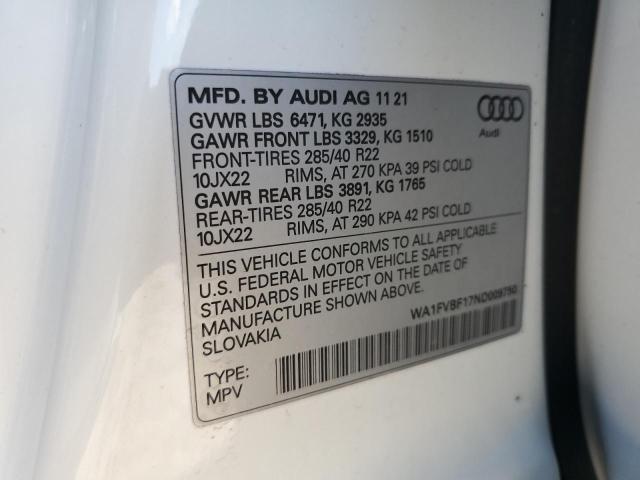 MFD. BY AUDI AG 11 21
GVWR LBS 6471, KG 2935
GAWR FRONT LBS 3329, KG 1510
FRONT-TIRES 285/40 R22
10JX22 RIMS, AT 270 KPA 39 PSI COLD
GAWR REAR LBS 3891, KG 1765
REAR-TIRES 285/40 R22
10JX22 RIMS, AT 290 KPA 42 PSI COLD
Audi
THIS VEHICLE CONFORMS TO ALL APPLICABLE
U.S. FEDERAL MOTOR VEHICLE SAFETY
STANDARDS IN EFFECT ON THE DATE OF
MANUFACTURE SHOWN ABOVE.
SLOVAKIA
WA1FVBF17ND009750
TYPE:
MPV